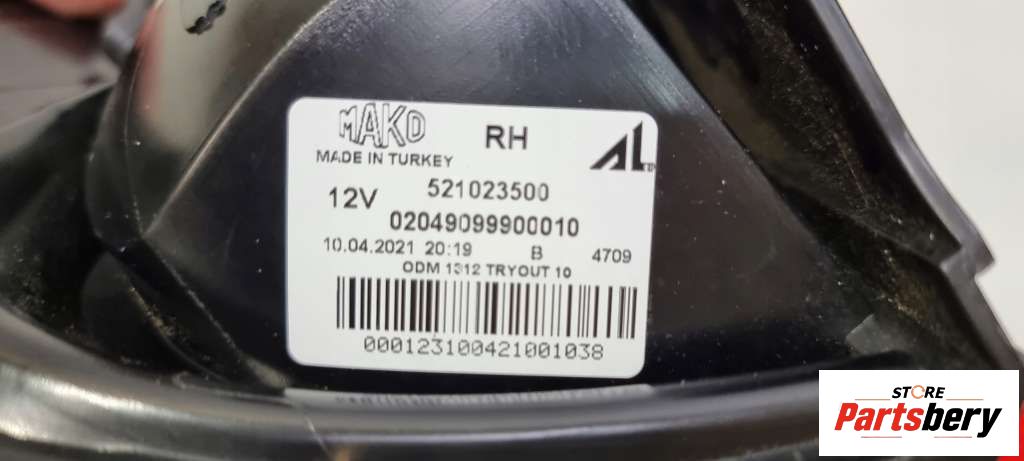 MAKO RH AL
MADE IN TURKEY
12V 521023500
02049099900010
10.04.2021 20:19 B 4709
ODM 1312 TRYOUT 10
000123100421001038
STORE
Partsbery